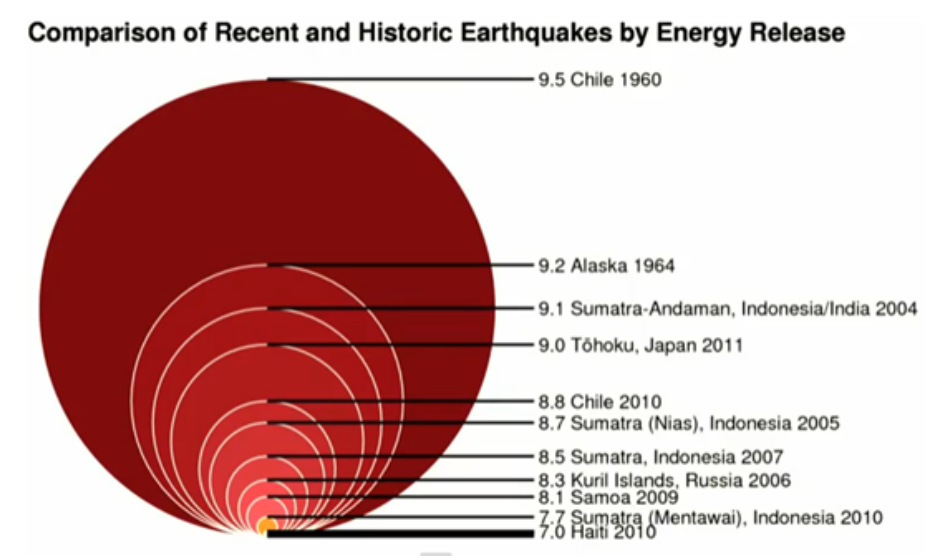 Comparison of Recent and Historic Earthquakes by Energy Release
9.5 Chile 1960
9.2 Alaska 1964
9.1 Sumatra-Andaman, Indonesia/India 2004
9.0 Tōhoku, Japan 2011
8.8 Chile 2010
8.7 Sumatra (Nias), Indonesia 2005
8.5 Sumatra, Indonesia 2007
8.3 Kuril Islands, Russia 2006
8.1 Samoa 2009
7.7 Sumatra (Mentawai), Indonesia 2010
7.0 Haiti 2010